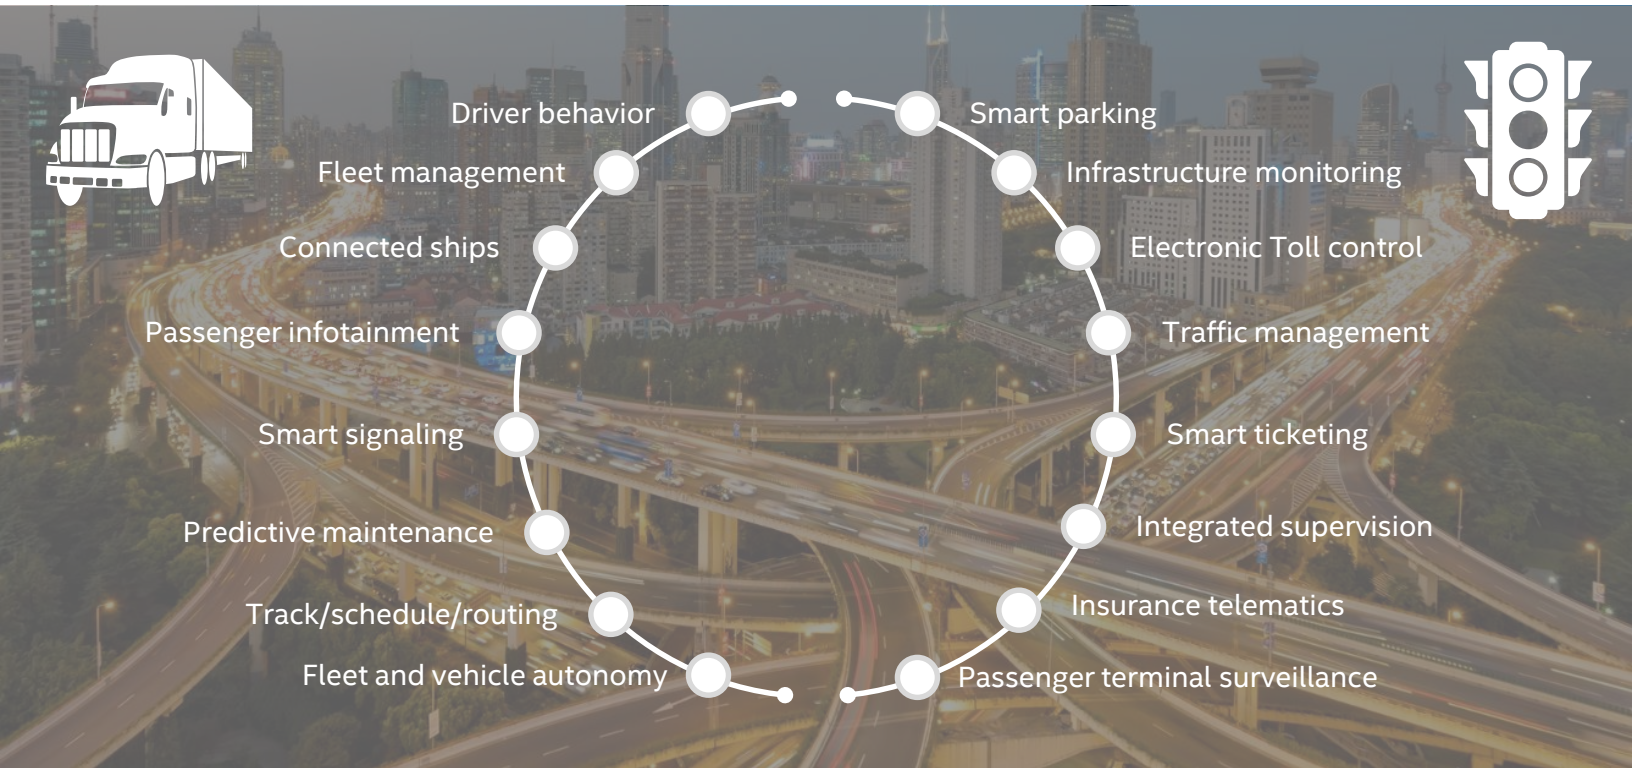 Driver behavior
Fleet management
Connected ships
Passenger infotainment
Smart signaling
Predictive maintenance
Track/schedule/routing
Fleet and vehicle autonomy
Smart parking
Infrastructure monitoring
Electronic Toll control
Traffic management
Smart ticketing
Integrated supervision
Insurance telematics
Passenger terminal surveillance